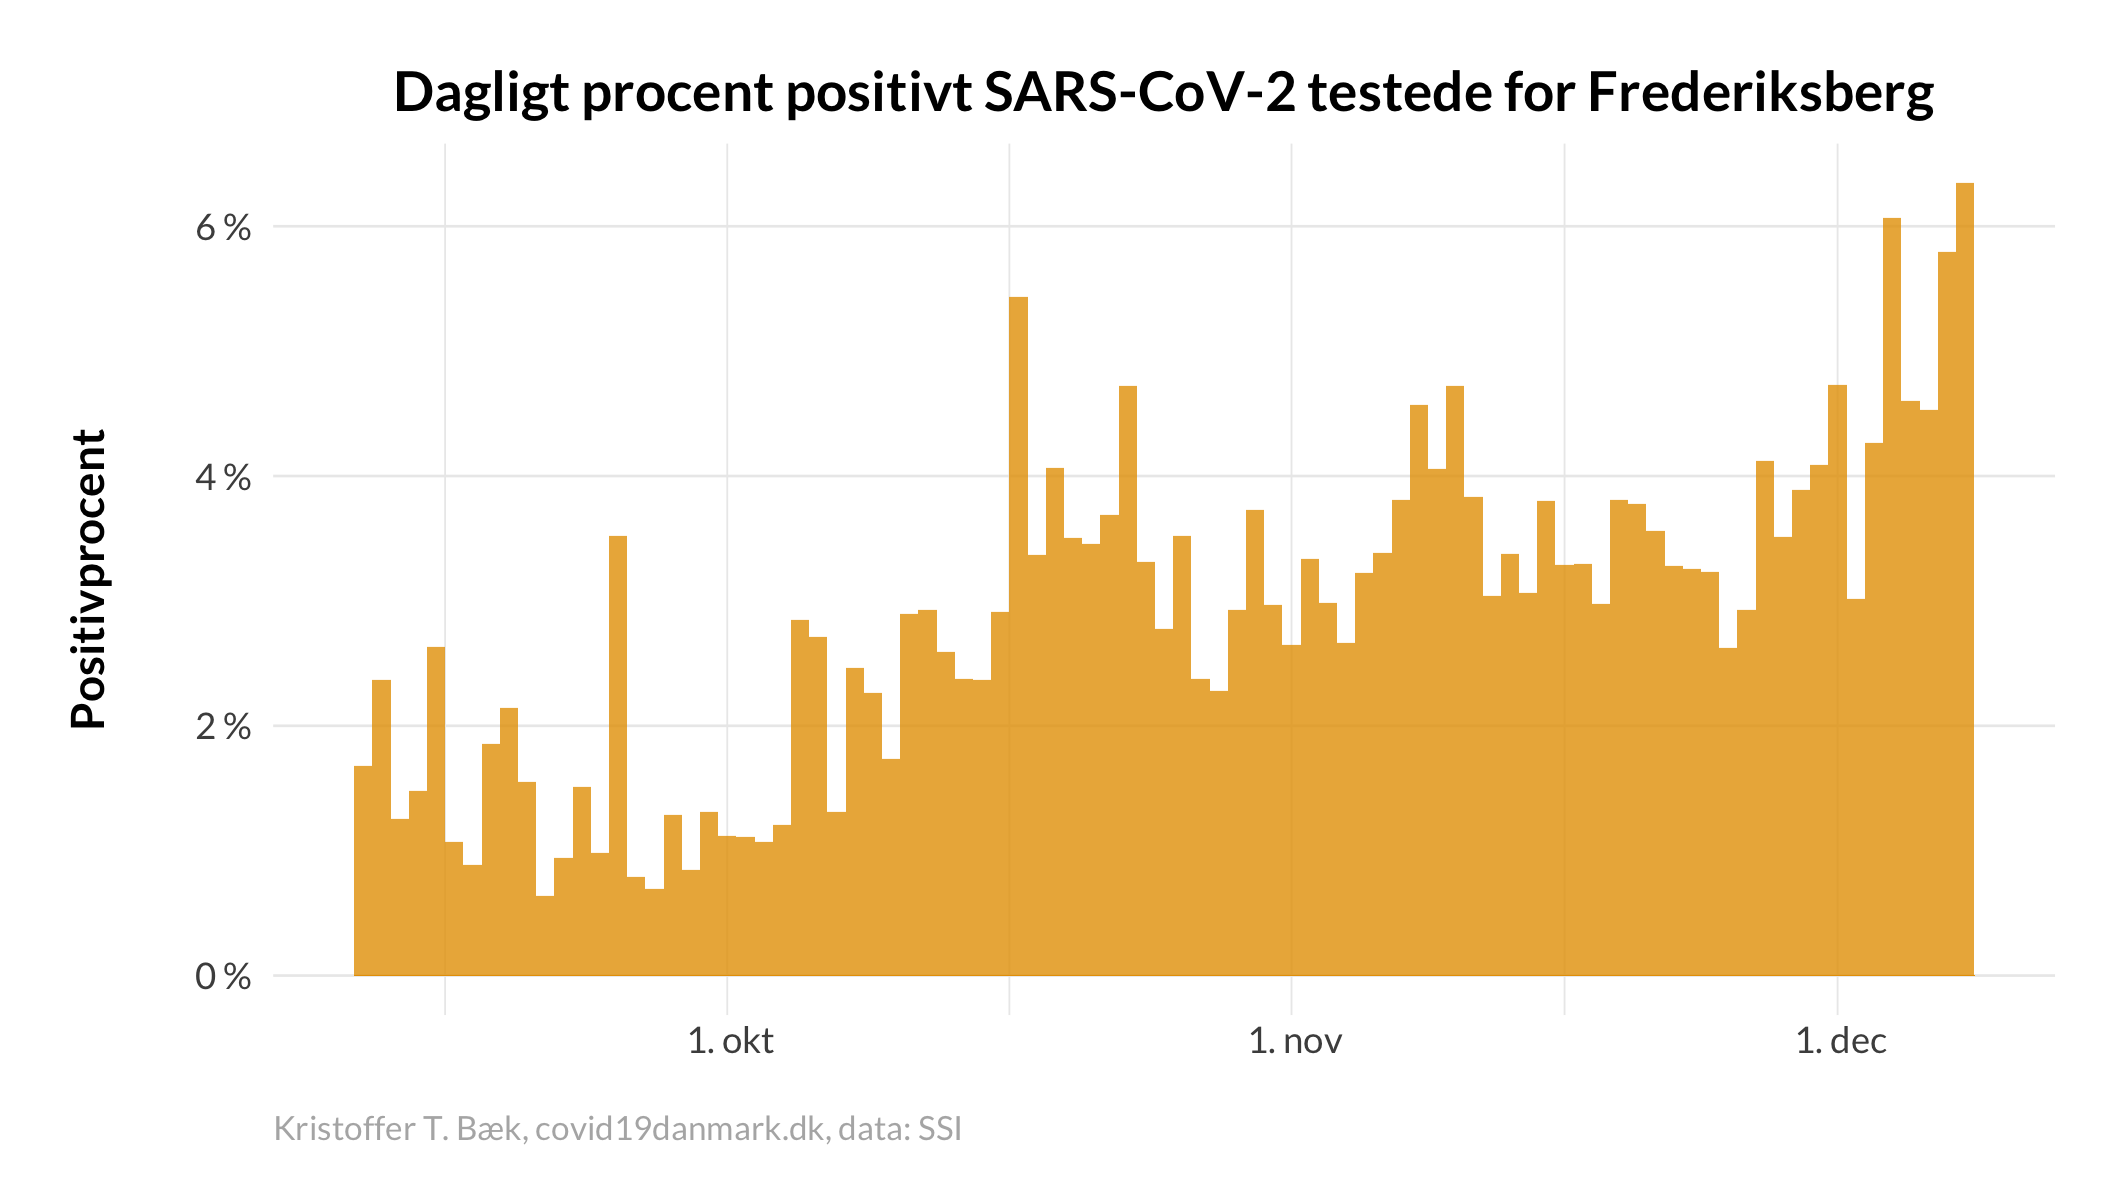 Dagligt procent positivt SARS-CoV-2 testede for Frederiksberg
Positivprocent
6 %
4 %
2 %
0 %
1. okt
1. nov
1. dec
Kristoffer T. Bæk, covid19danmark.dk, data: SSI